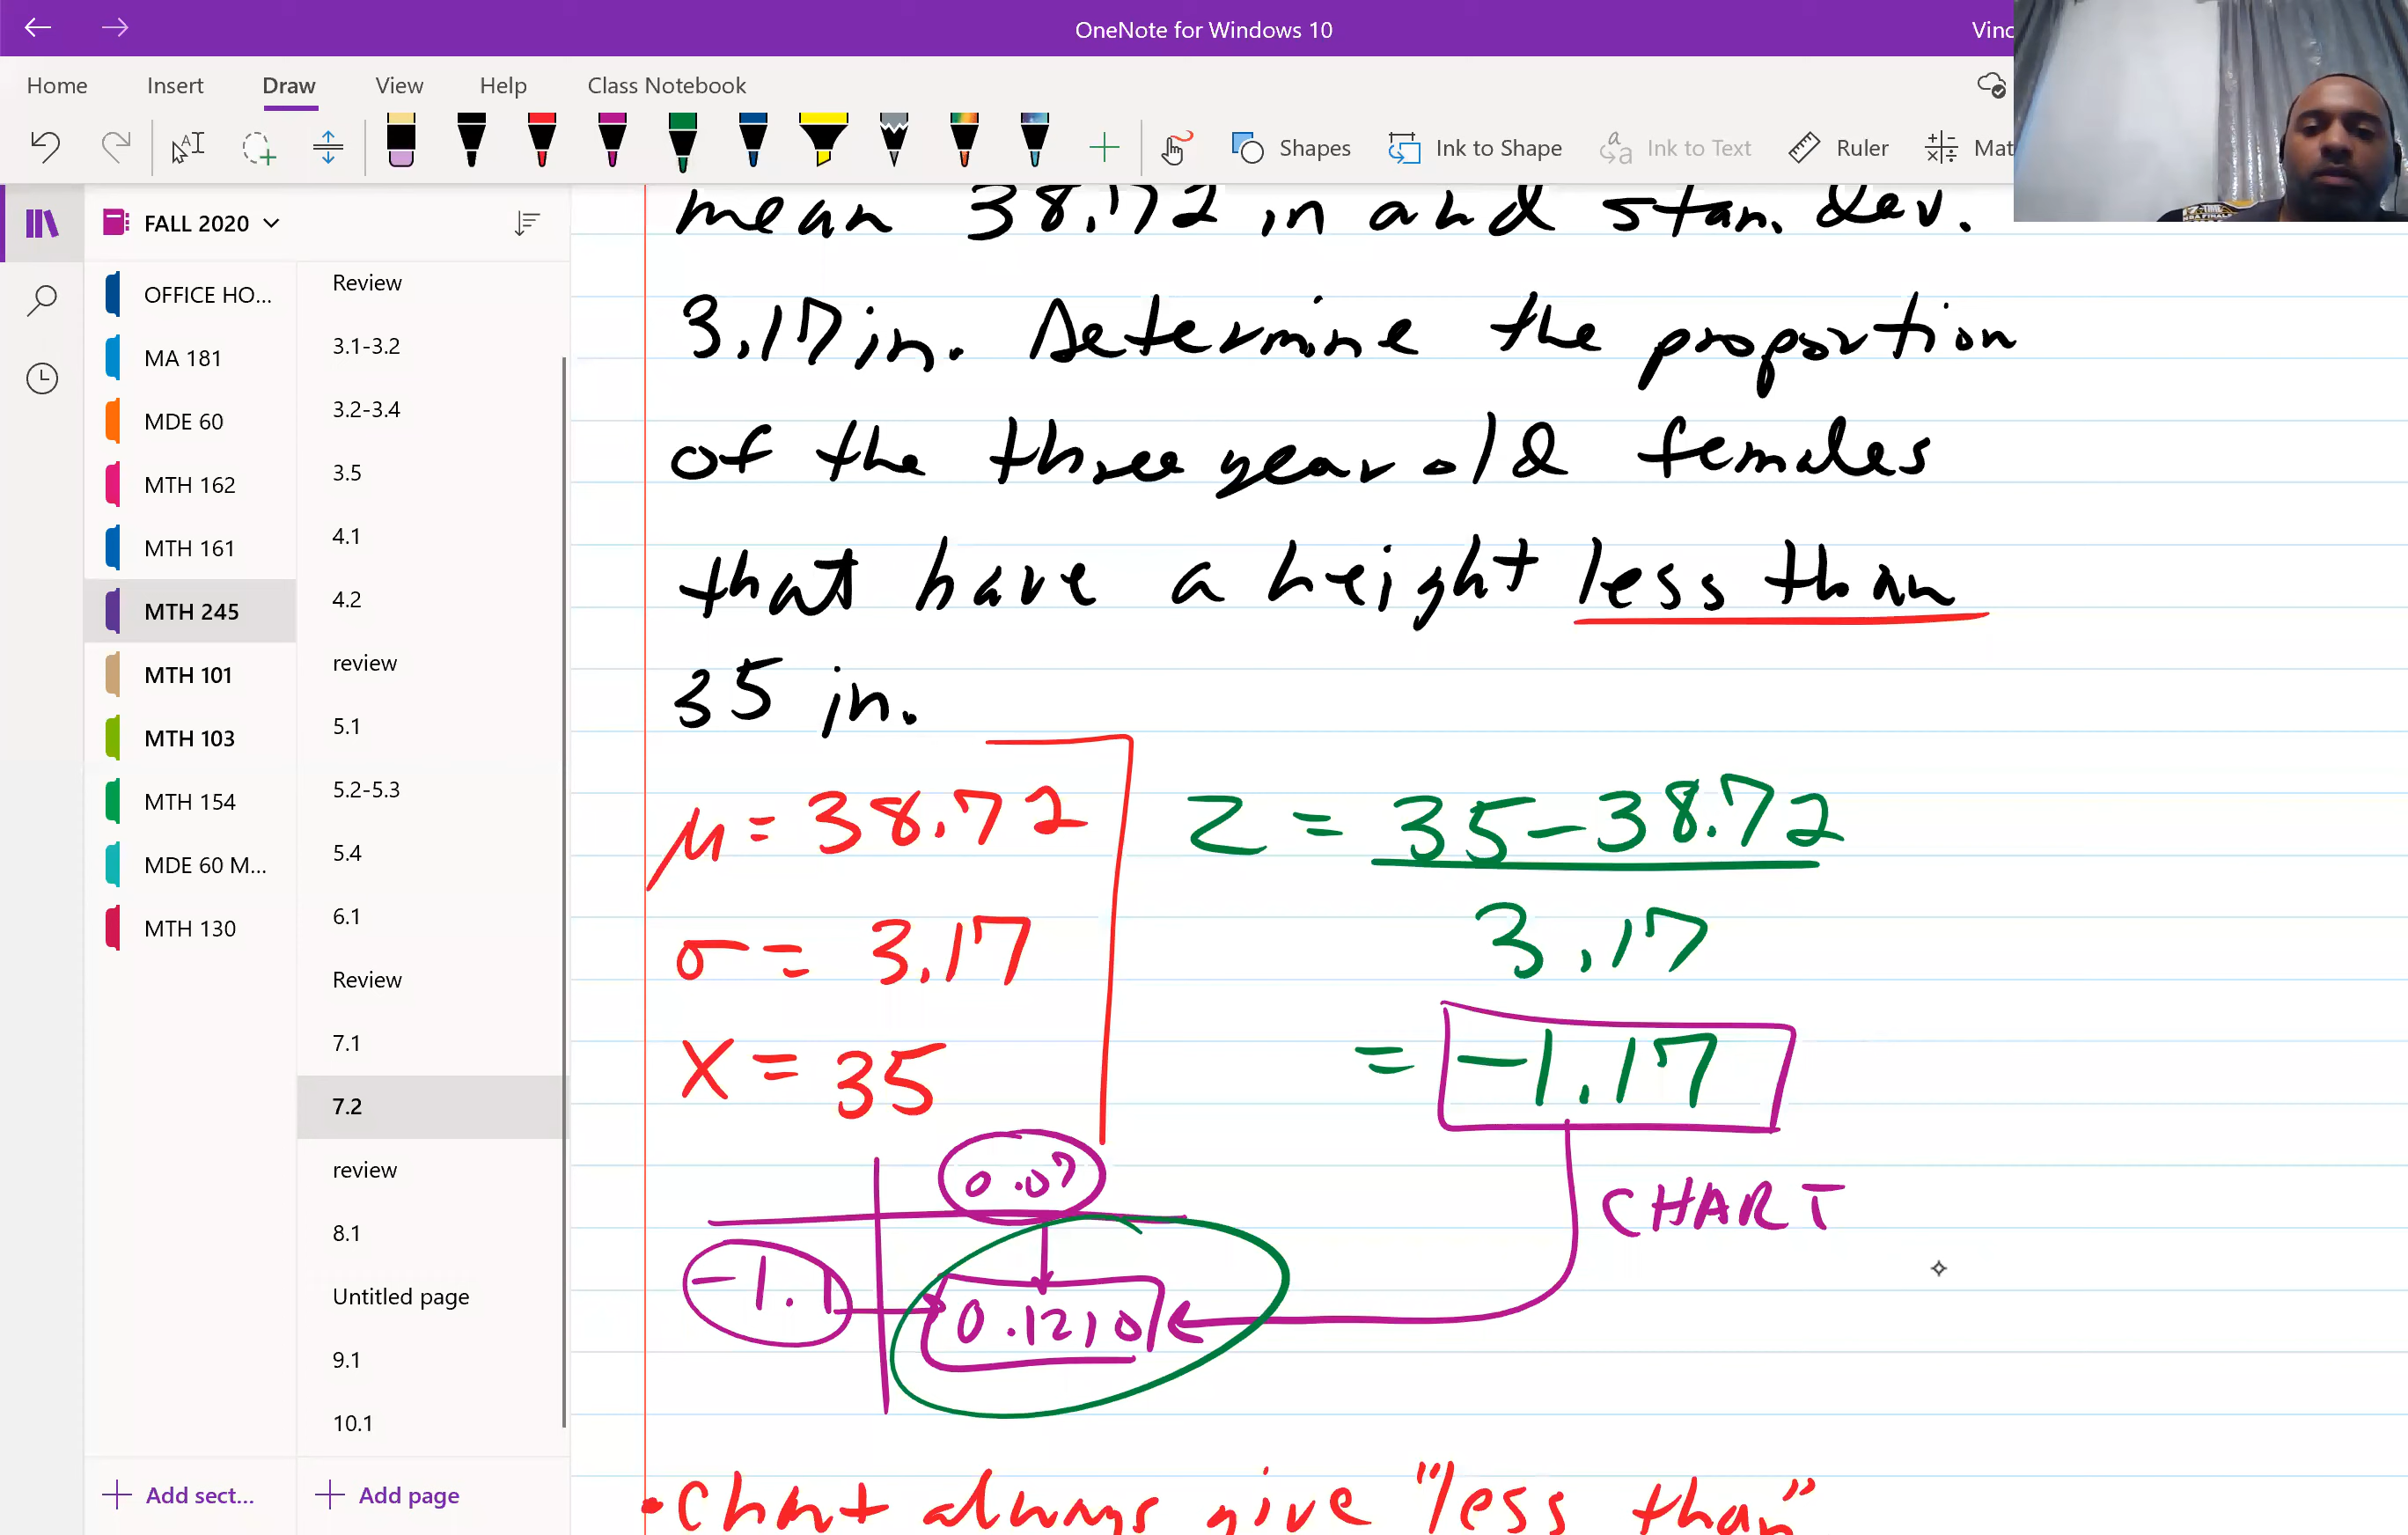 OneNote for Windows 10
Vinc
Home Insert Draw View Help Class Notebook
Shapes Ink to Shape Ink to Text Ruler Mat
FALL 2020
OFFICE HO...
MA 181
MDE 60
MTH 162
MTH 161
MTH 245
MTH 101
MTH 103
MTH 154
MDE 60 M...
MTH 130
Add sect...
Review
3.1-3.2
3.2-3.4
3.5
4.1
4.2
review
5.1
5.2-5.3
5.4
6.1
Review
7.1
7.2
review
8.1
Untitled page
9.1
10.1
Add page
mean 38.72 in and stan. dev.
3.17 in. Determine the proportion
of the three year old females
that have a height less than
35 in.
μ = 38.72
σ = 3.17
X = 35
Z = 35 - 38.72
3.17
= -1.17
CHART
0.07
-1.1
0.1210
• Chart always give "less than"